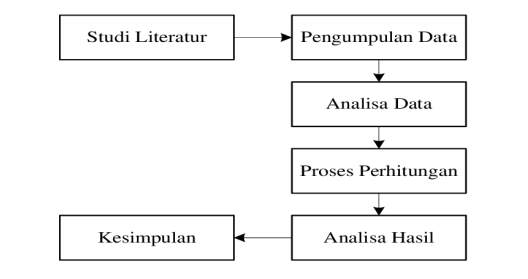 Studi Literatur
Pengumpulan Data
Analisa Data
Proses Perhitungan
Analisa Hasil
Kesimpulan